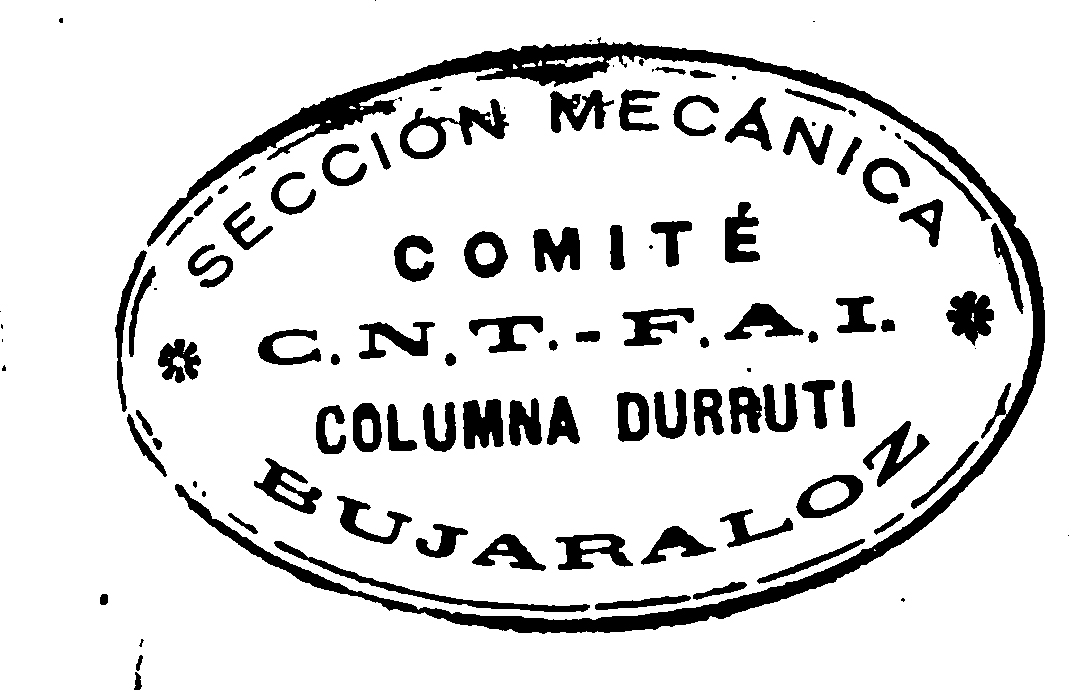 SECCIÓN MECÁNICA
COMITÉ
C.N.T.-F.A.I.
COLUMNA DURRUTI
BUJARALOZ